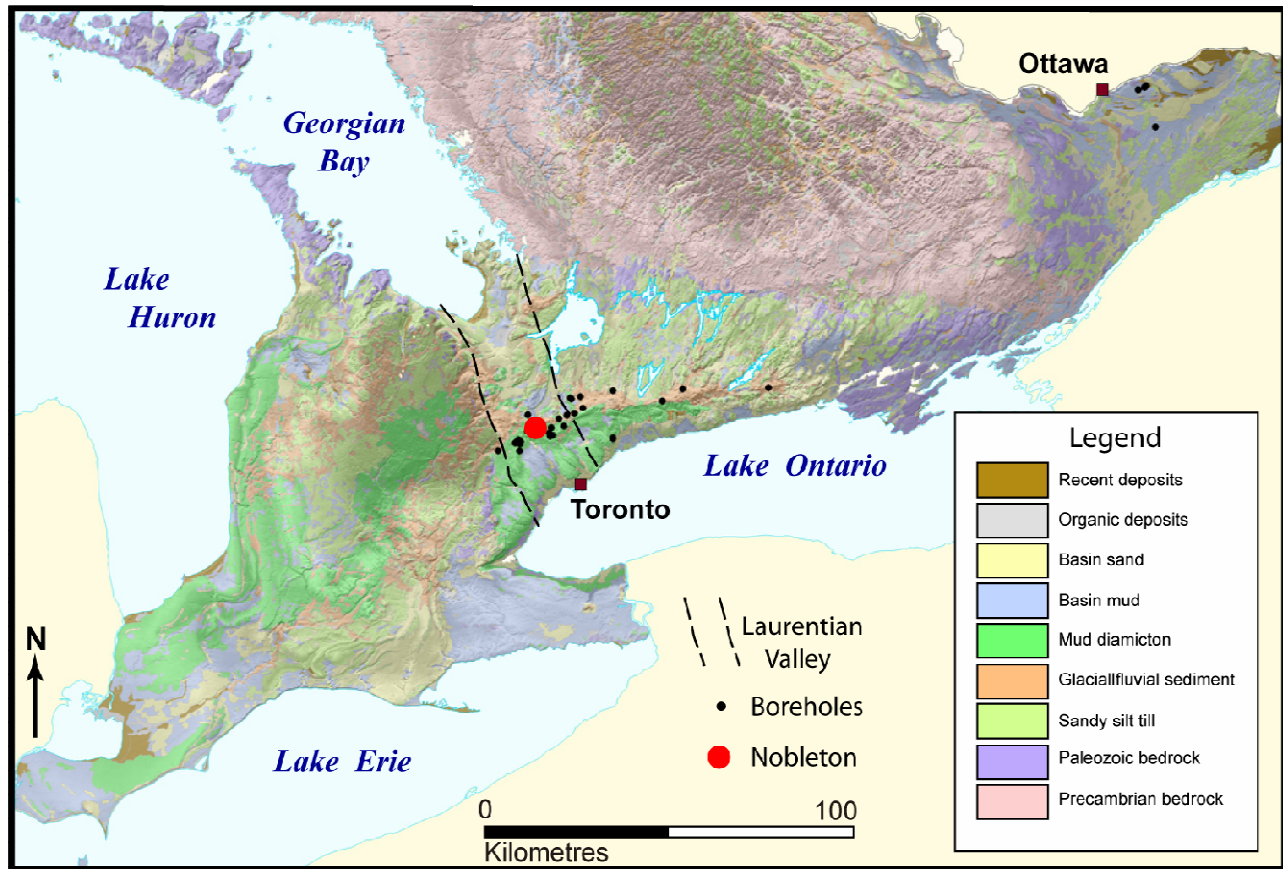 Ottawa
Georgian
Bay
Lake
Huron
Lake Ontario
Toronto
N
Lake Erie
Laurentian
Valley
Boreholes
Nobleton
0 100
Kilometres
Legend
Recent deposits
Organic deposits
Basin sand
Basin mud
Mud diamicton
Glaciallfluvial sediment
Sandy silt till
Paleozoic bedrock
Precambrian bedrock